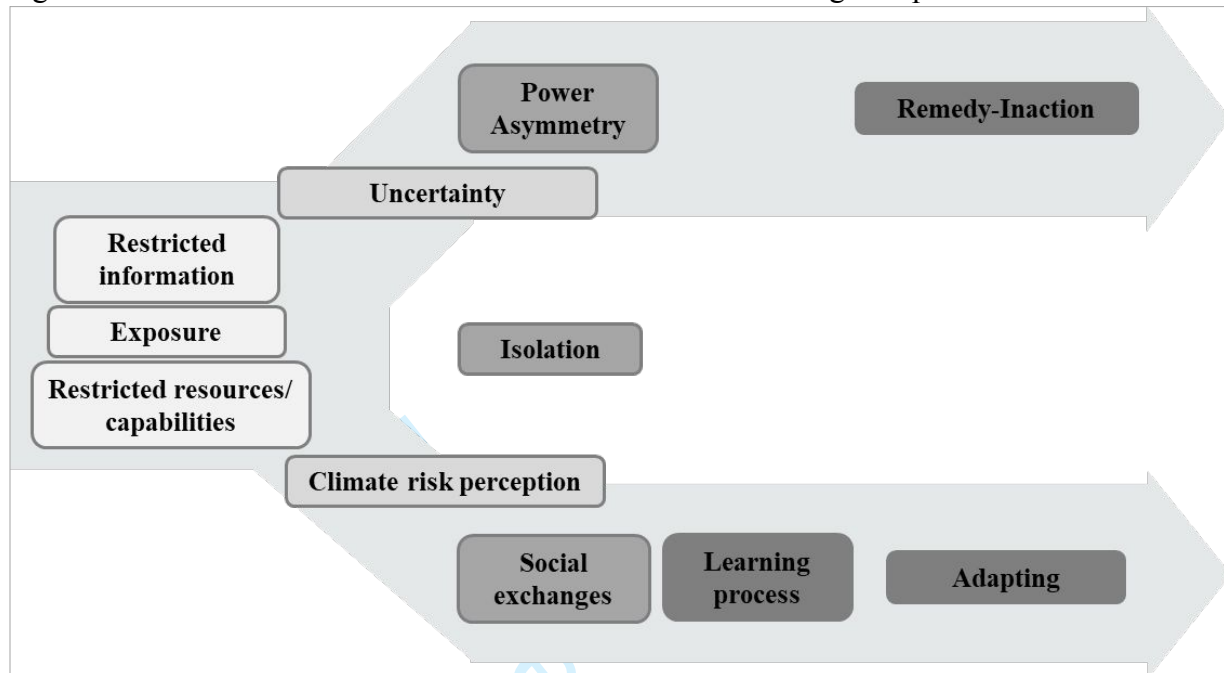 Power
Asymmetry
Remedy-Inaction
Uncertainty
Restricted
information
Exposure
Isolation
Restricted resources/
capabilities
Climate risk perception
Social
exchanges
Learning
process
Adapting